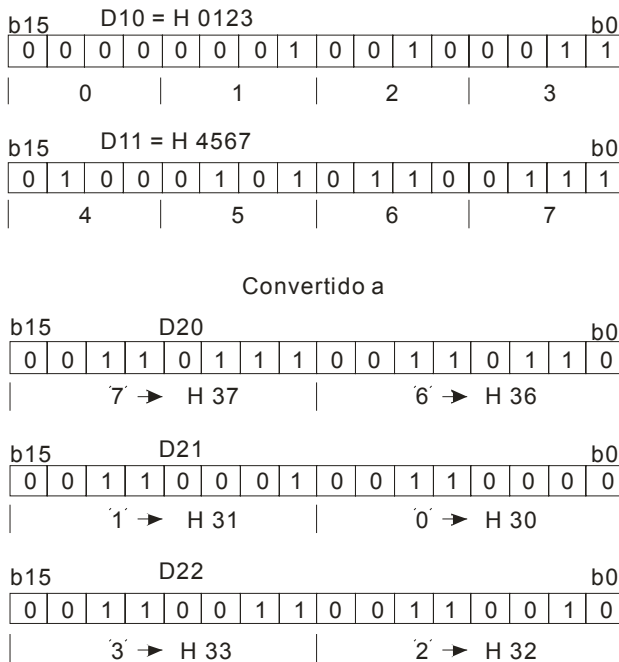 D10 = H 0123
b15 b0
0 0 0 0 0 0 0 1 0 0 1 0 0 0 1 1
0 1 2 3
D11 = H 4567
b15 b0
0 1 0 0 0 1 0 1 0 1 1 0 0 1 1 1
4 5 6 7
Convertido a
b15 D20 b0
0 0 1 1 0 1 1 1 0 0 1 1 0 1 1 0
'7' → H 37 '6' → H 36
b15 D21 b0
0 0 1 1 0 0 0 1 0 0 1 1 0 0 0 0
'1' → H 31 '0' → H 30
b15 D22 b0
0 0 1 1 0 0 1 1 0 0 1 1 0 0 1 0
'3' → H 33 '2' → H 32